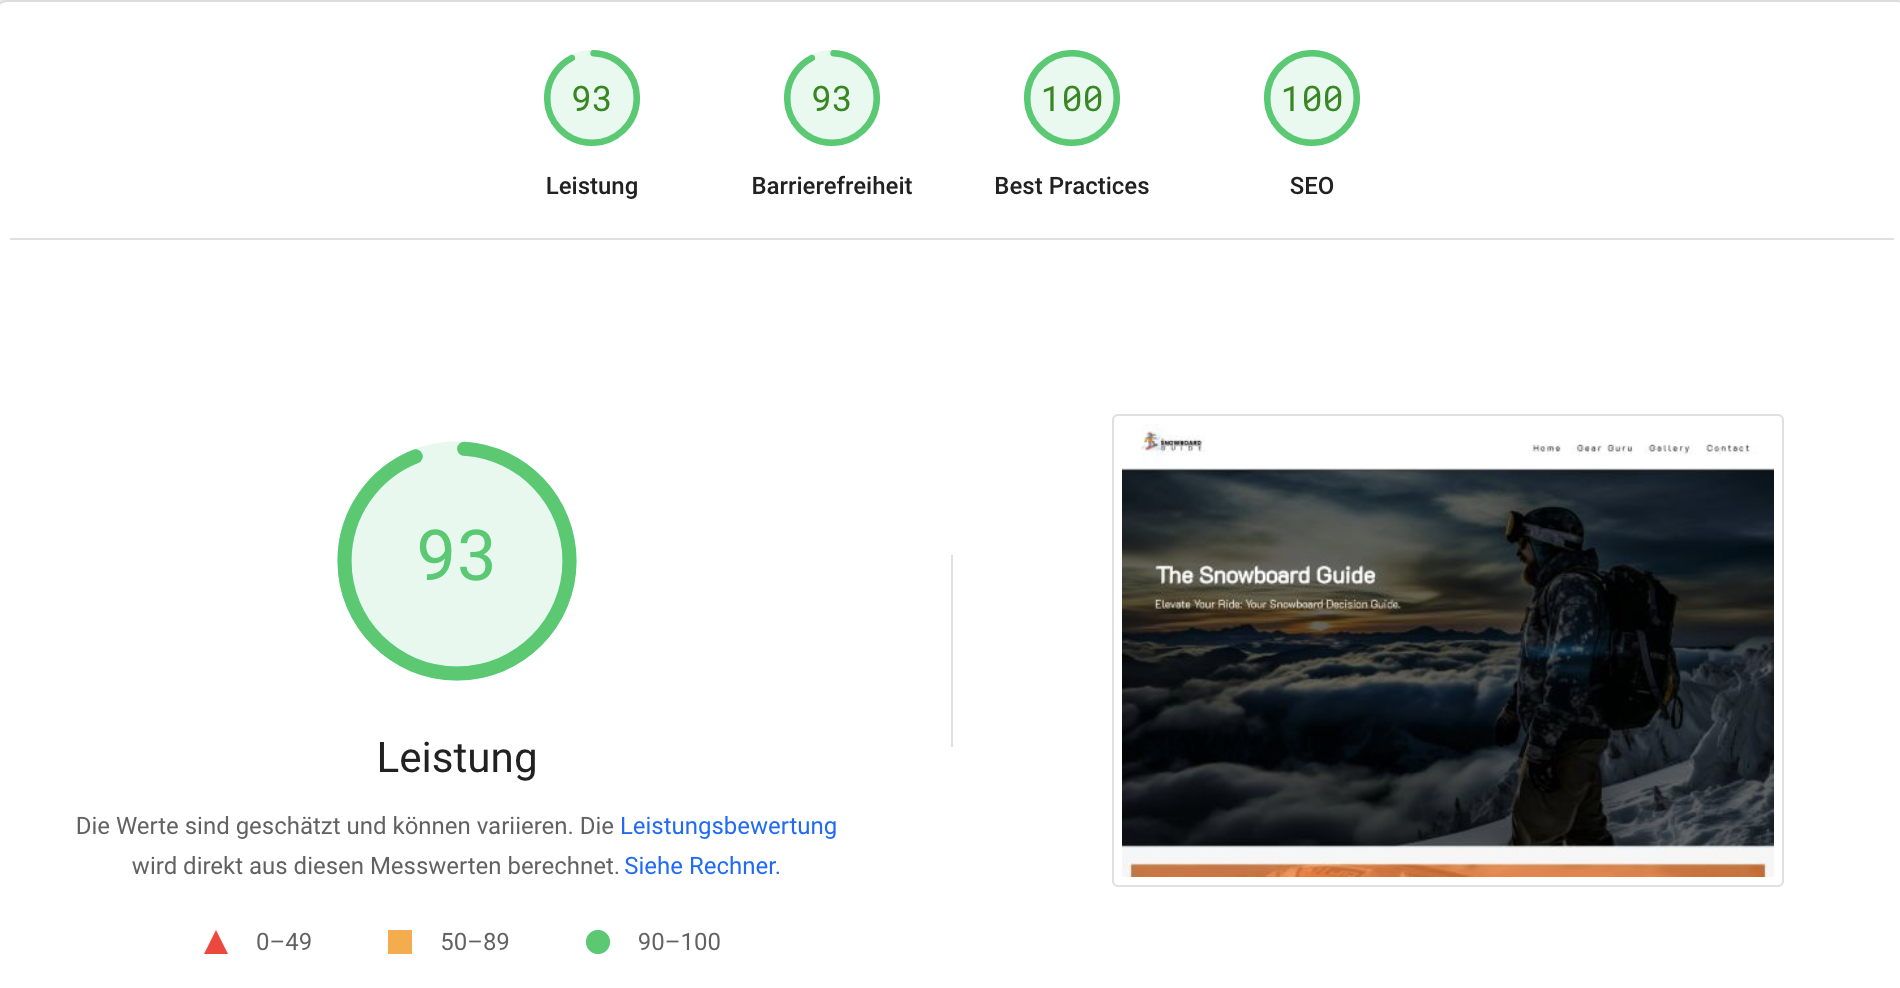 93
93
100
100
Leistung
Barrierefreiheit
Best Practices
SEO
93
Leistung
Die Werte sind geschätzt und können variieren. Die Leistungsbewertung
wird direkt aus diesen Messwerten berechnet. Siehe Rechner.
0–49
50–89
90–100
SNOWBOARD
GUIDE
Home
Gear Guru
Gallery
Contact
The Snowboard Guide
Elevate Your Ride: Your Snowboard Decision Guide.